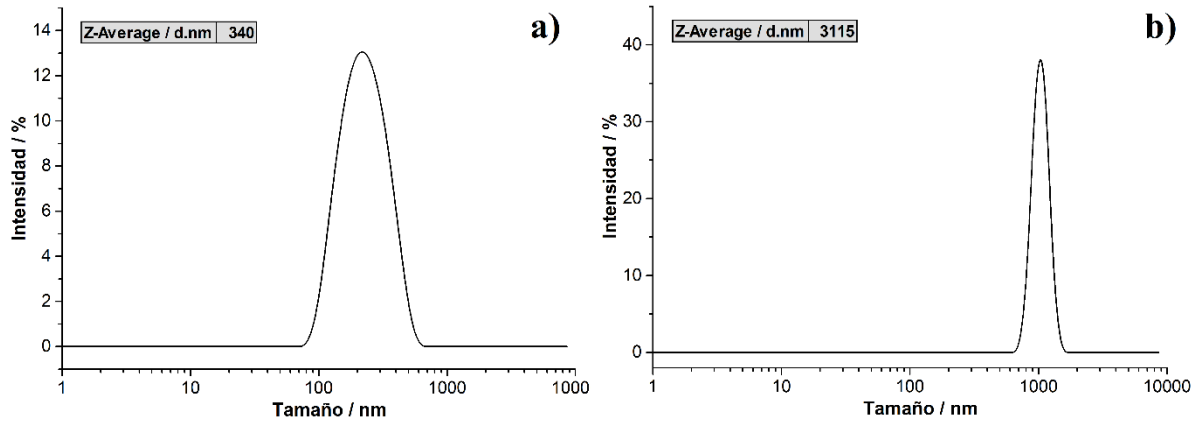 Z-Average / d.nm 340
a)
14
12
10
8
6
4
2
0
Intensidad / %
1 10 100 1000 1000
Tamaño / nm
Z-Average / d.nm 3115
b)
40
30
20
10
0
Intensidad / %
1 10 100 1000 10000
Tamaño / nm